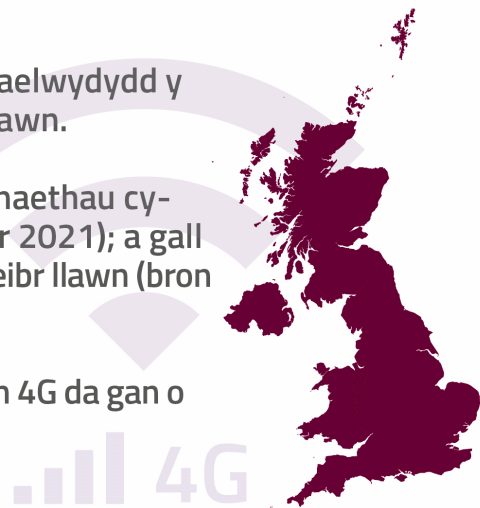 aelwydydd y
awn.
naethau cy-
r 2021); a gall
eibr llawn (bron
n 4G da gan o
4G